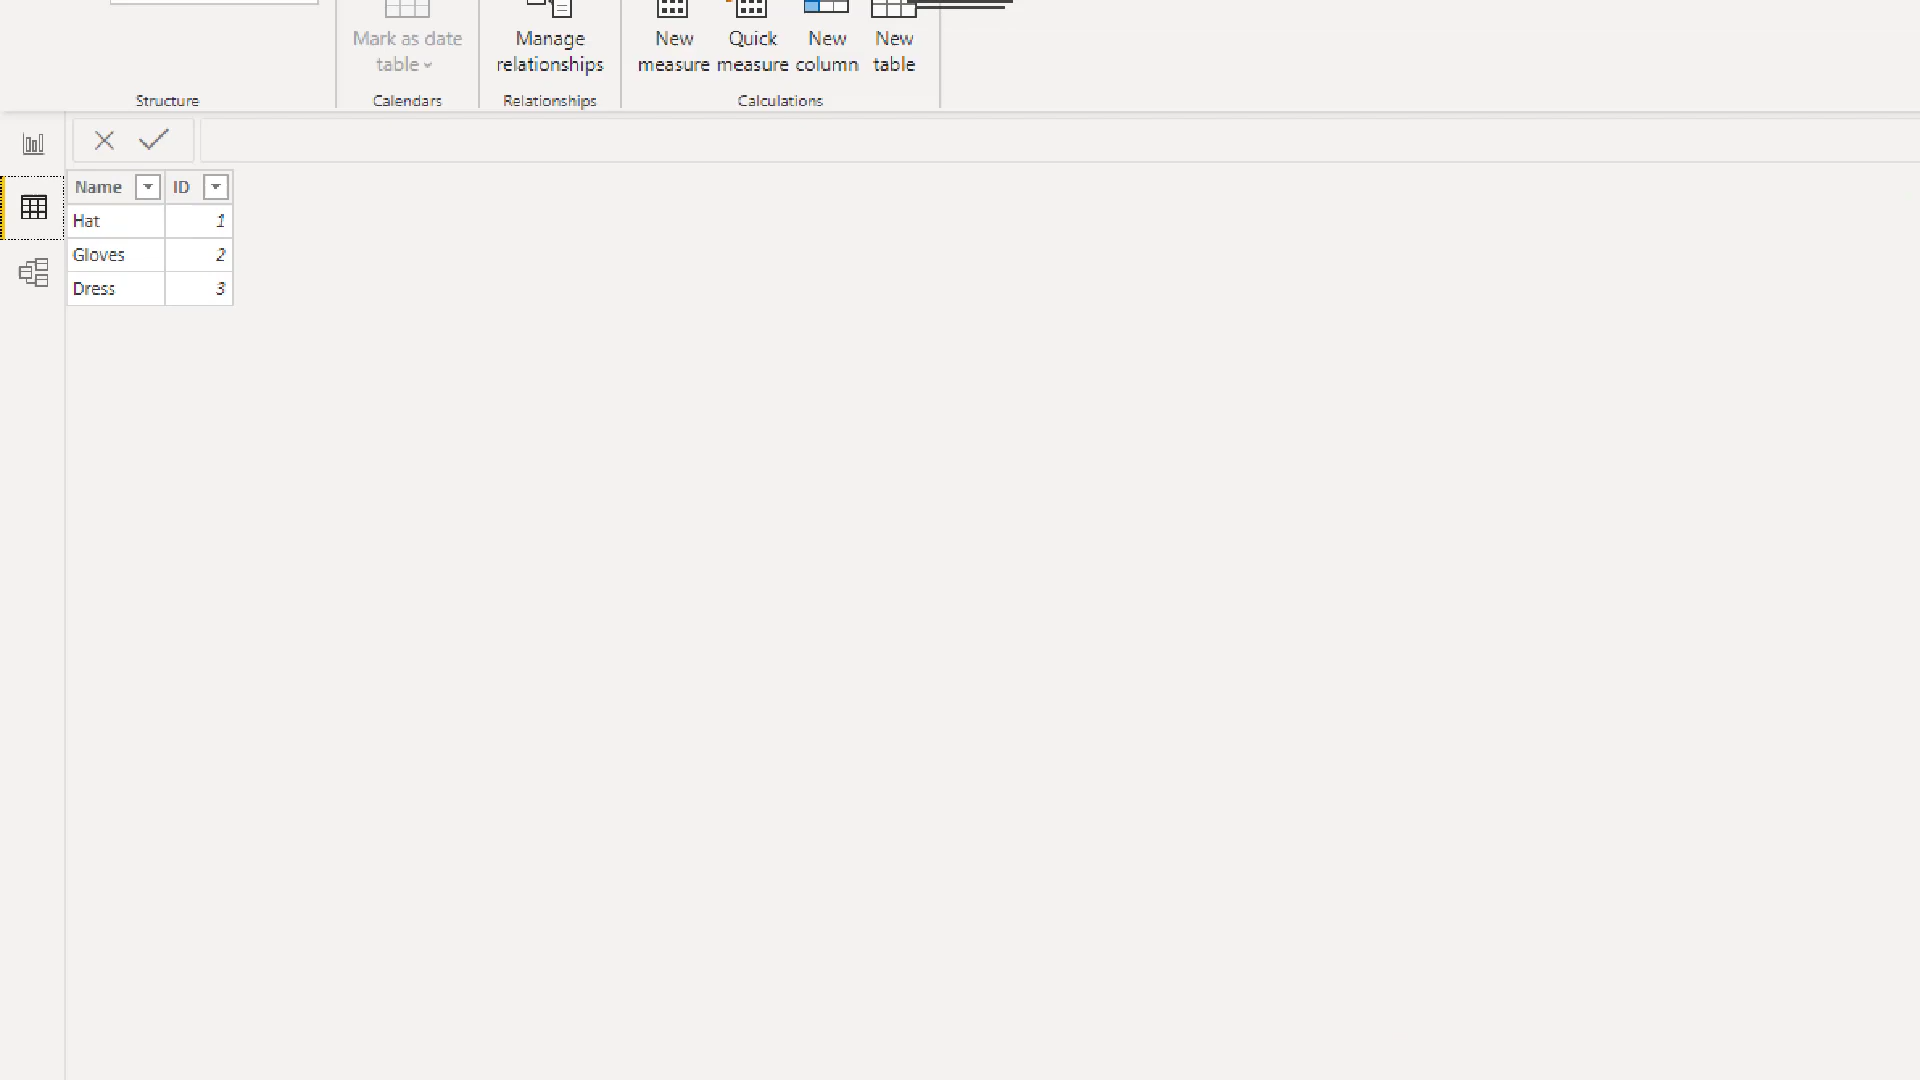 Mark as date
table
Manage
relationships
New
measure
Quick
measure
New
column
New
table
Structure
Calendars
Relationships
Calculations
Name ID
Hat 1
Gloves 2
Dress 3